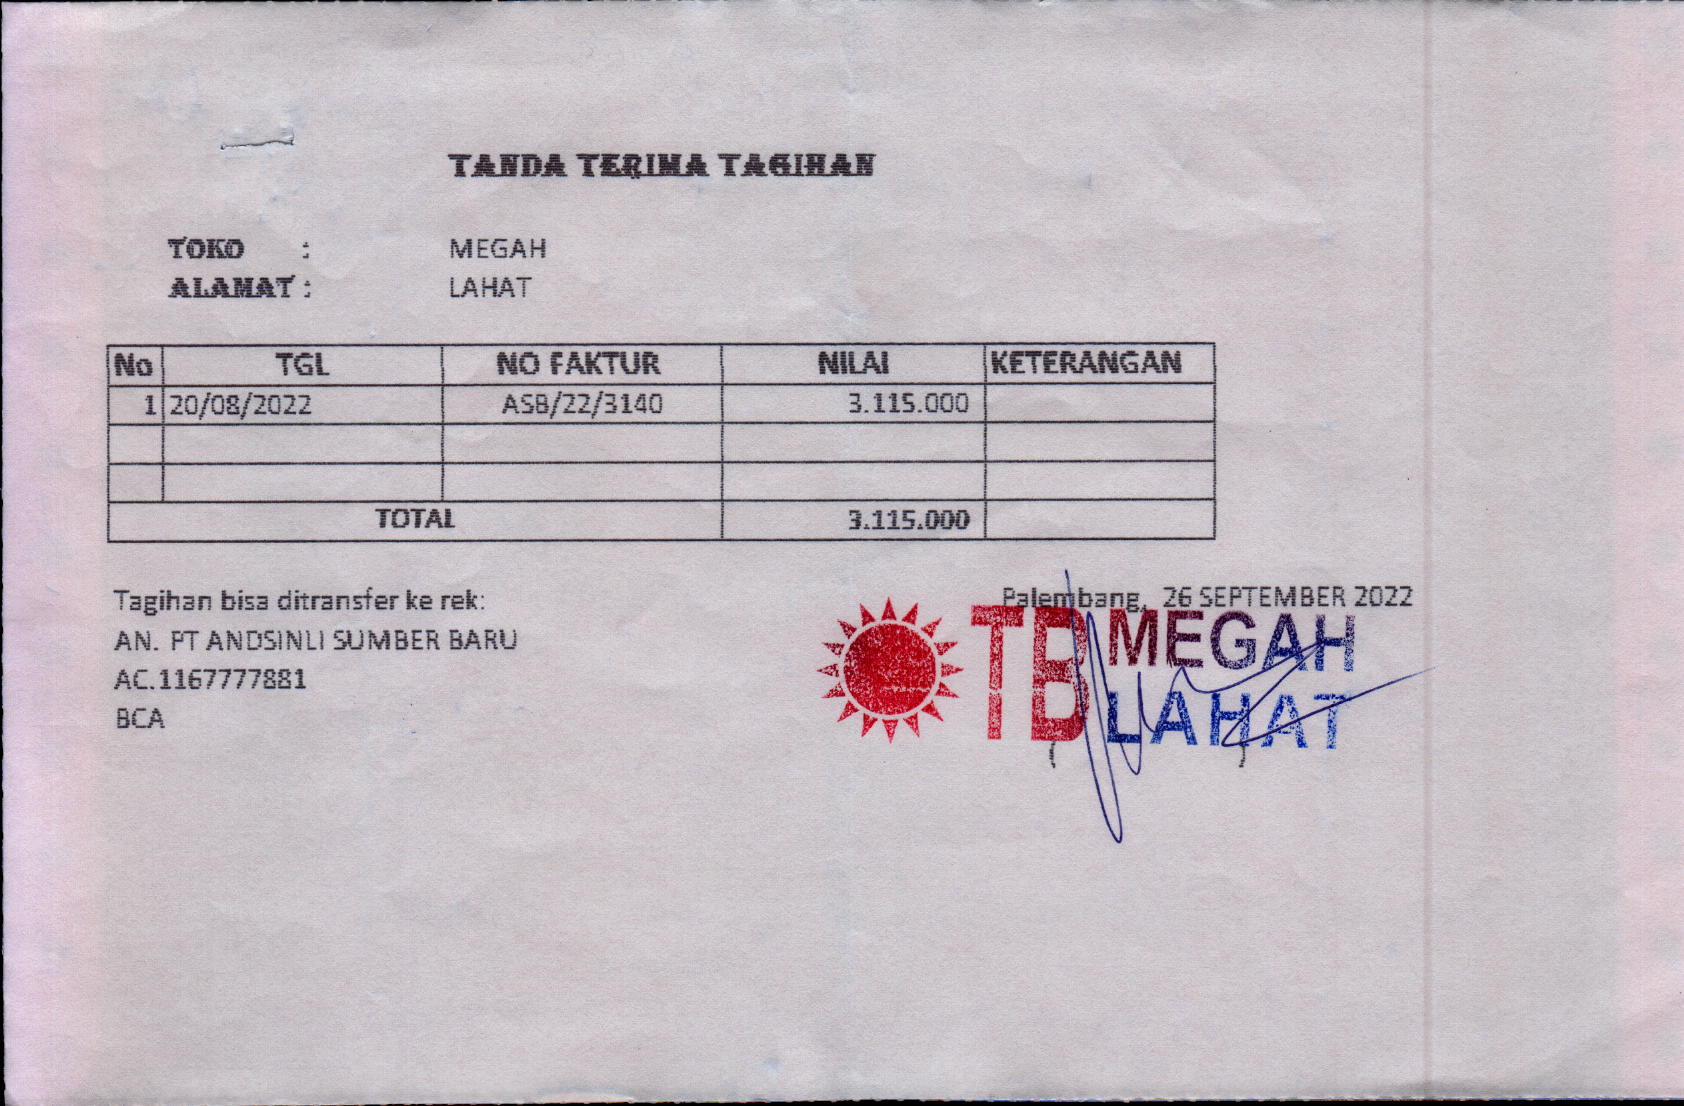 TANDA TERIMA TAGIHAN
TOKO : MEGAH
ALAMAT : LAHAT
No TGL NO FAKTUR NILAI KETERANGAN
1 20/08/2022 ASB/22/3140 3.115.000
TOTAL 3.115.000
Tagihan bisa ditransfer ke rek:
AN. PT ANDSINLI SUMBER BARU
AC.1167777881
BCA
Palembang, 26 SEPTEMBER 2022
TB MEGAH
LAHAT
( )